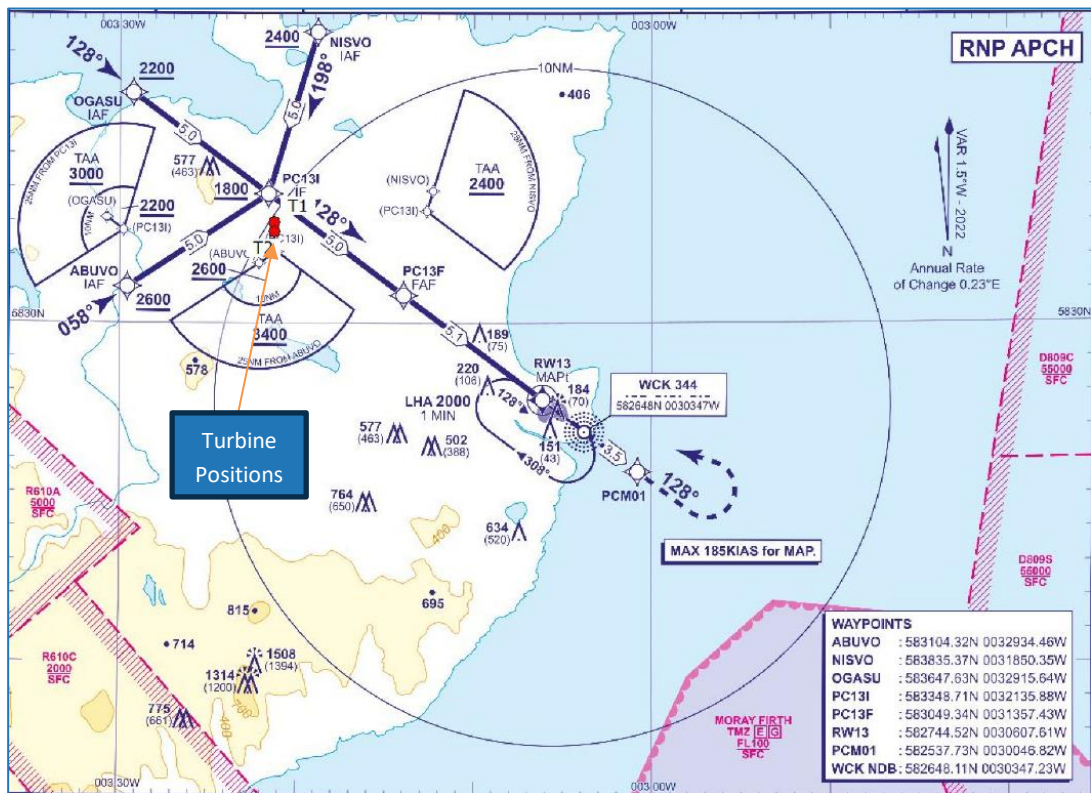 003 30W
003 00W
RNP APCH
2400
NISVO
IAF
128°
2200
198°
10NM
OGASU
IAF
406
5.0
5.0
VAR 1.5°W - 2022
25NM FROM PC13I
TAA
3000
577
(463)
PC13I
IF
1800
TAA
2400
25NM FROM NISVO
(NISVO)
(OGASU)
2200
10NM
(PC13I)
T1
128°
(PC13I)
5.0
5.0
(PC13I)
T2
N
Annual Rate
of Change 0.23°E
ABUVO
IAF
(ABUVO)
2600
10NM
PC13F
FAF
2600
058°
TAA
3400
25NM FROM ABUVO
5830N
5.1
189
(75)
578
220
(106)
RW13
MAPt
184
(70)
WCK 344
582648N 0030347W
D809C
55000
SFC
LHA 2000
1 MIN
128°
308°
151
(43)
3.5
Turbine
Positions
577
(463)
502
(388)
PCM01
128°
R610A
5000
SFC
764
(650)
634
(520)
400
MAX 185KIAS for MAP.
D809S
55000
SFC
695
815
714
1508
(1394)
1314
(1200)
700
400
R610C
2000
SFC
775
(661)
MORAY FIRTH
TMZ E G
FL100
SFC
WAYPOINTS
ABUVO : 583104.32N 0032934.46W
NISVO : 583835.37N 0031850.35W
OGASU : 583647.63N 0032915.64W
PC13I : 583348.71N 0032135.88W
PC13F : 583049.34N 0031357.43W
RW13 : 582744.52N 0030607.61W
PCM01 : 582537.73N 0030046.82W
WCK NDB : 582648.11N 0030347.23W
003 30W
003 00W